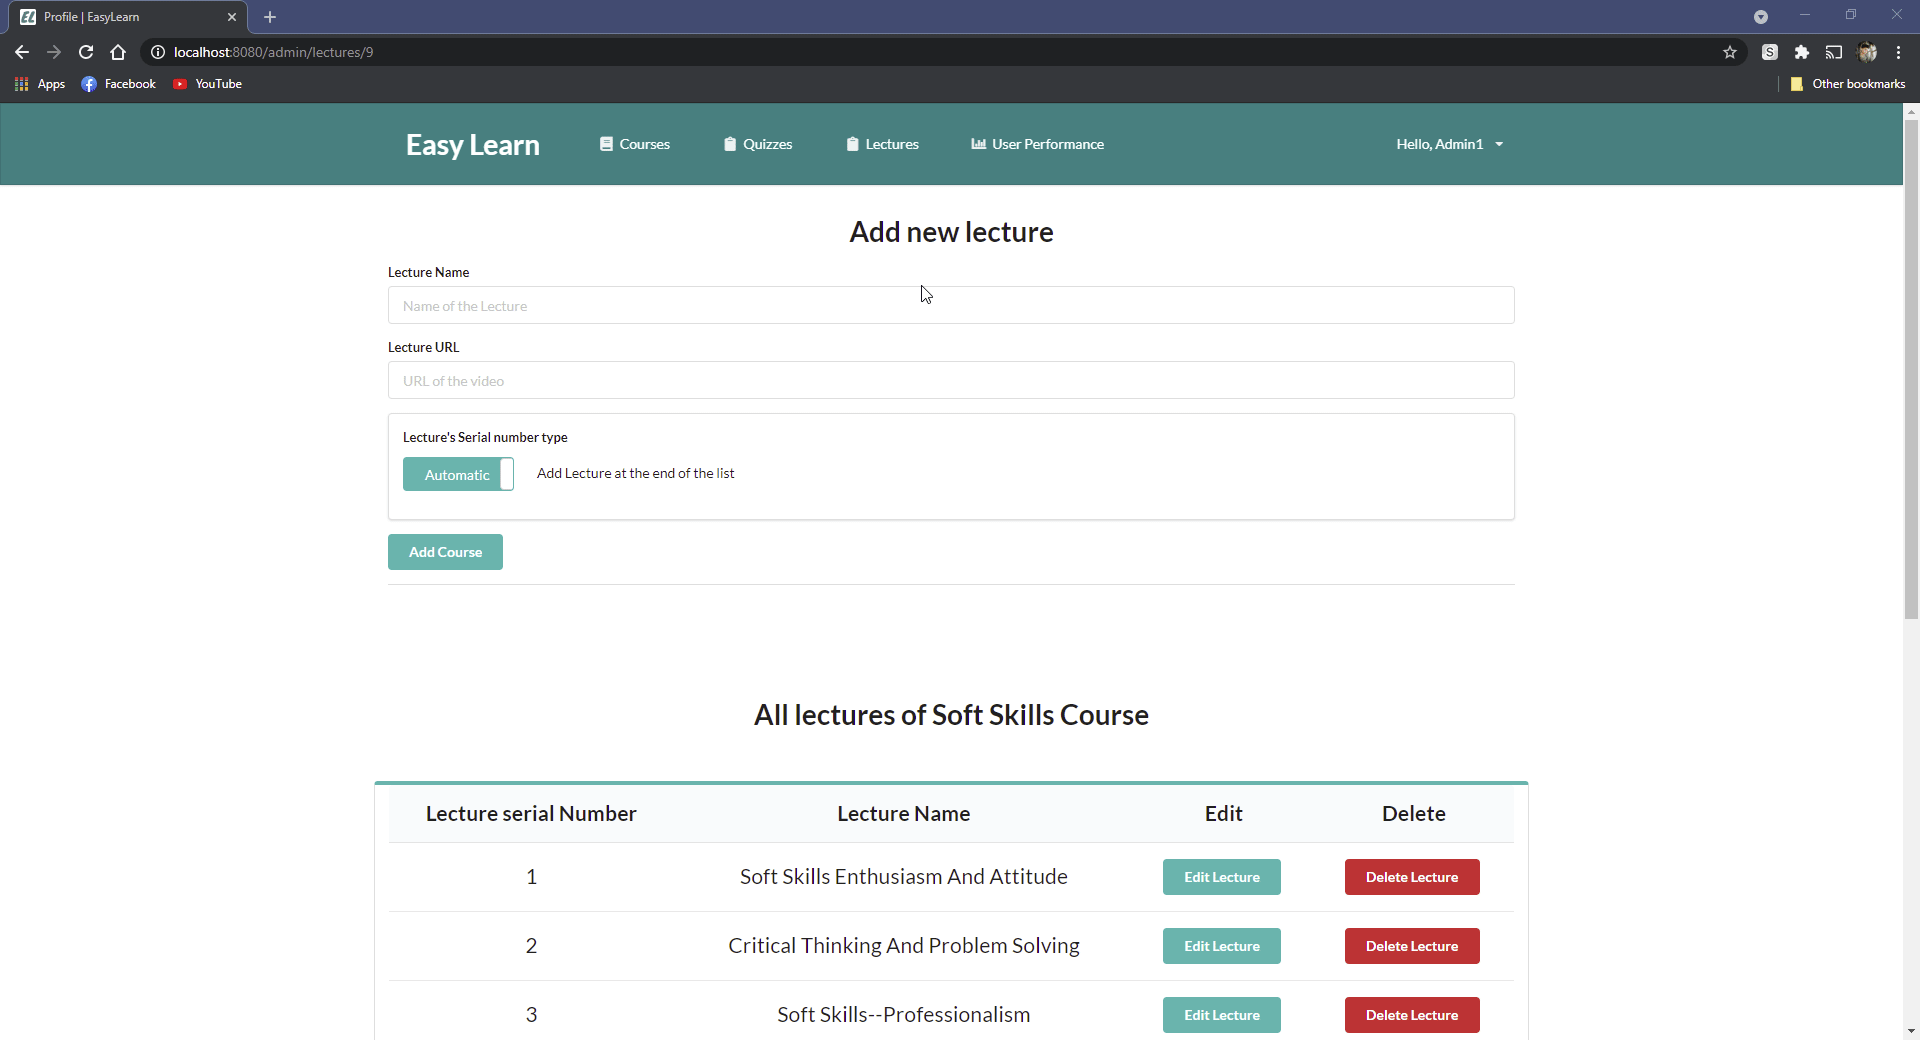 EL Profile | EasyLearn
localhost:8080/admin/lectures/9
S
Apps Facebook YouTube Other bookmarks
Easy Learn Courses Quizzes Lectures User Performance Hello, Admin1
Add new lecture
Lecture Name
Name of the Lecture
Lecture URL
URL of the video
Lecture's Serial number type
Automatic Add Lecture at the end of the list
Add Course
All lectures of Soft Skills Course
Lecture serial Number Lecture Name Edit Delete
1 Soft Skills Enthusiasm And Attitude Edit Lecture Delete Lecture
2 Critical Thinking And Problem Solving Edit Lecture Delete Lecture
3 Soft Skills--Professionalism Edit Lecture Delete Lecture